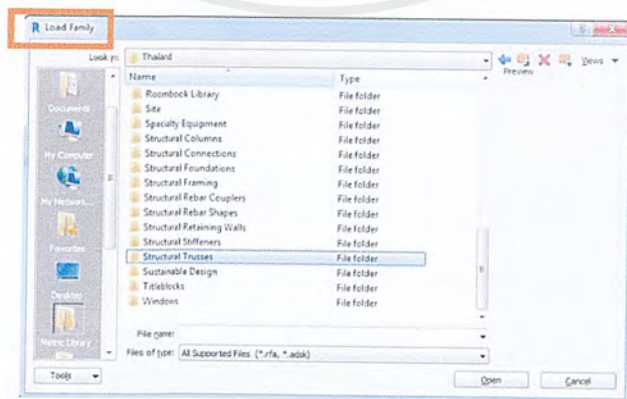 R Load Family
Look in: Thailand
Views
Preview
Name Type
Roombook Library File folder
Site File folder
Specialty Equipment File folder
Structural Columns File folder
Structural Connections File folder
Structural Foundations File folder
Structural Framing File folder
Structural Rebar Couplers File folder
Structural Rebar Shapes File folder
Structural Retaining Walls File folder
Structural Stiffeners File folder
Structural Trusses File folder
Sustainable Design File folder
Titleblocks File folder
Windows File folder
Documents
My Computer
My Network...
Favorites
Desktop
Metric Library
File name:
Files of type: All Supported Files (*.rfa, *.adsk)
Tools
Open
Cancel